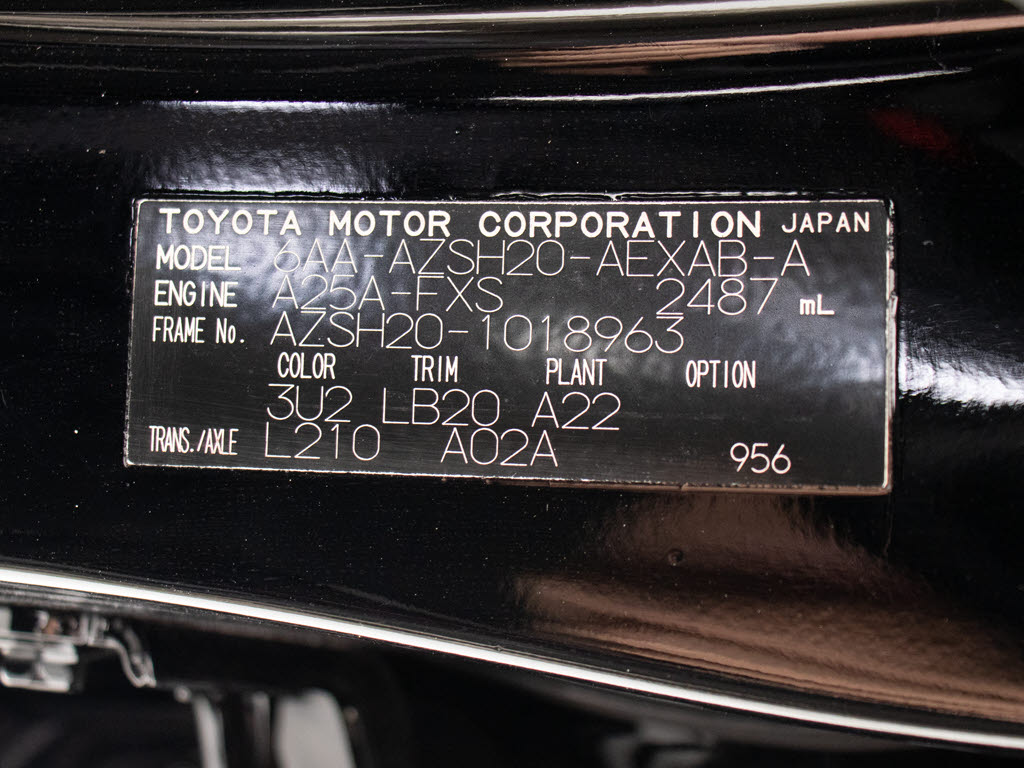 TOYOTA MOTOR CORPORATION JAPAN
MODEL 6AA-AZSH20-AEXAB-A
ENGINE A25A-FXS 2487 mL
FRAME No. AZSH20-1018963
COLOR TRIM PLANT OPTION
3U2 LB20 A22
TRANS./AXLE L210 A02A 956